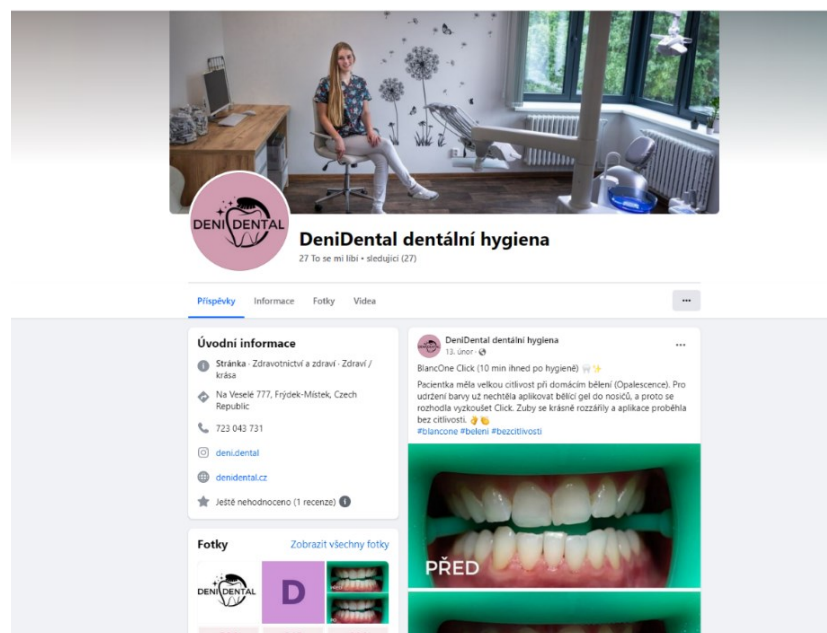 DENI DENTAL
DeniDental dentální hygiena
27 To se mi líbí • sledující (27)
Příspěvky Informace Fotky Videa
Úvodní informace
Stránka · Zdravotnictví a zdraví · Zdraví /
krása
Na Veselé 777, Frýdek-Místek, Czech
Republic
723 043 731
deni.dental
denidental.cz
Ještě nehodnoceno (1 recenze)
Fotky Zobrazit všechny fotky
DENI DENTAL
D
DeniDental dentální hygiena
13. únor ·
BlancOne Click (10 min ihned po hygieně)
Pacientka měla velkou citlivost při domácím bělení (Opalescence). Pro
udržení barvy už nechtěla aplikovat bělící gel do nosičů, a proto se
rozhodla vyzkoušet Click. Zuby se krásně rozzářily a aplikace proběhla
bez citlivosti.
#blancone #beleni #bezcitlivosti
PŘED